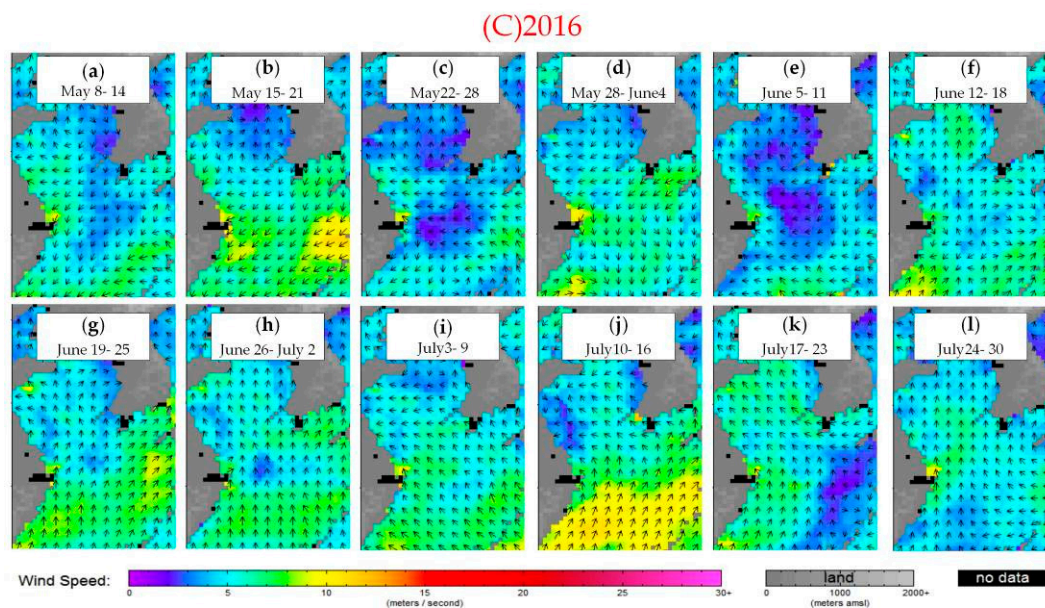 (C)2016
(a)
May 8- 14
(b)
May 15- 21
(c)
May22- 28
(d)
May 28- June4
(e)
June 5- 11
(f)
June 12- 18
(g)
June 19- 25
(h)
June 26- July 2
(i)
July3- 9
(j)
July10- 16
(k)
July17- 23
(l)
July24- 30
Wind Speed:
0 5 10 15 20 25 30+
(meters / second)
land
0 1000 2000+
(meters amsl)
no data